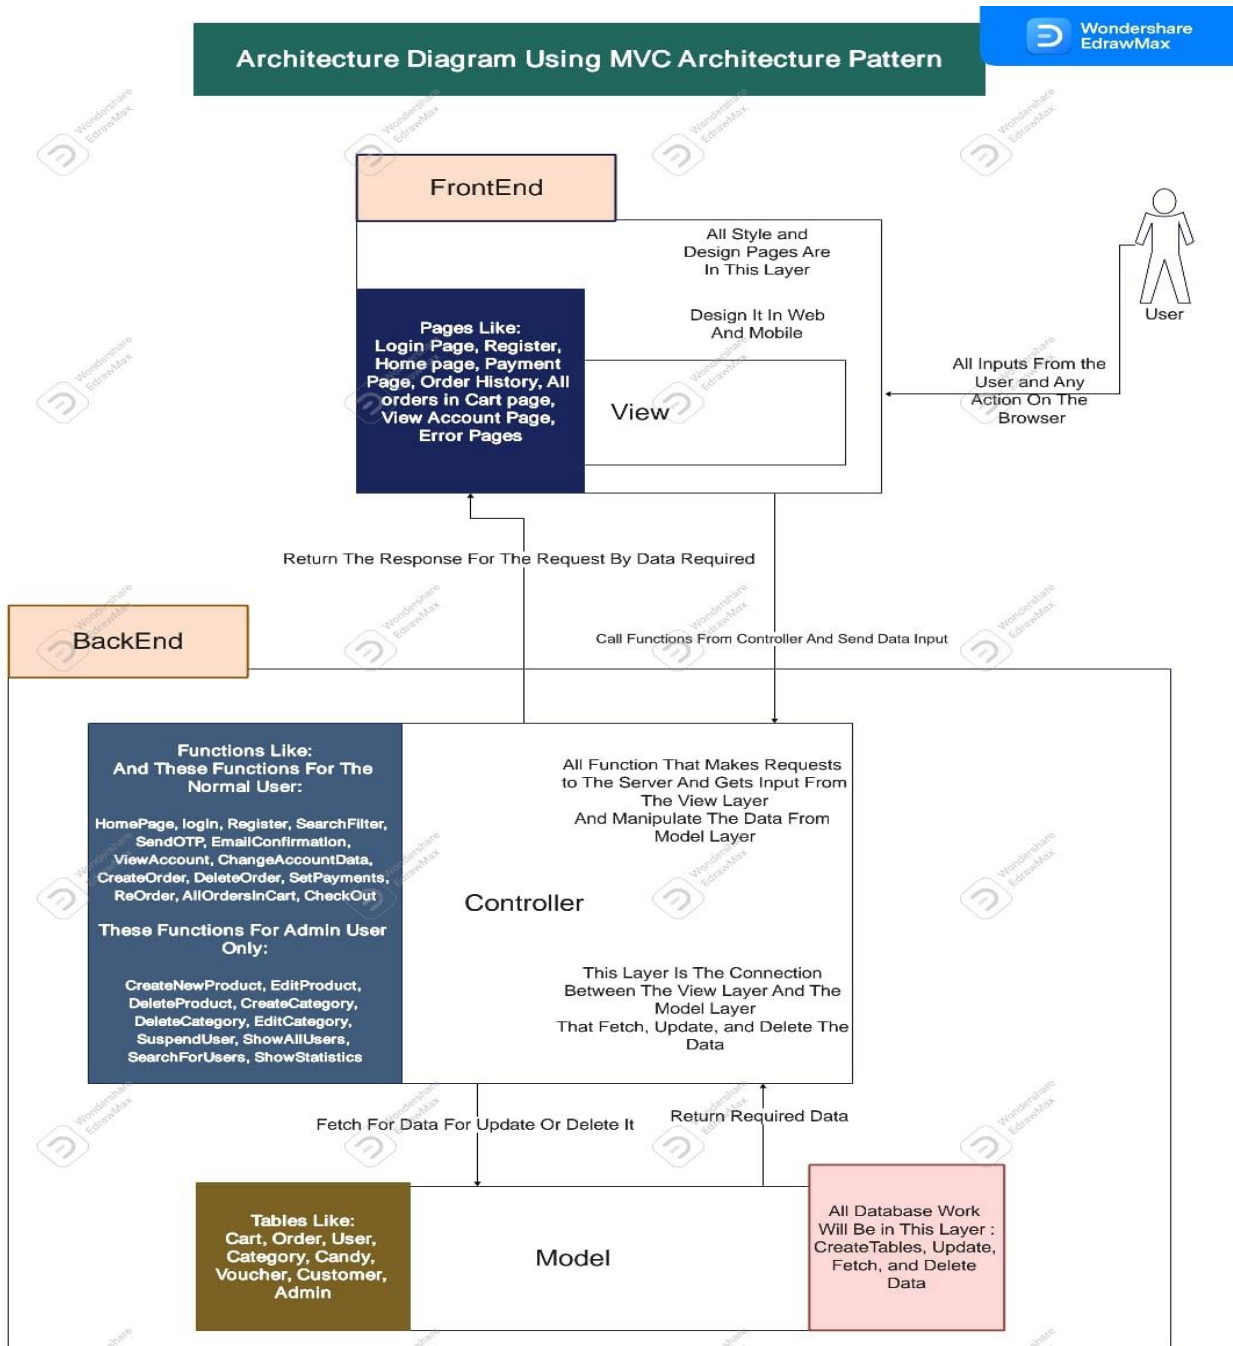 Architecture Diagram Using MVC Architecture Pattern
Wondershare
EdrawMax
FrontEnd
All Style and
Design Pages Are
In This Layer
Design It In Web
And Mobile
Pages Like:
Login Page, Register,
Home page, Payment
Page, Order History, All
orders in Cart page,
View Account Page,
Error Pages
View
User
All Inputs From the
User and Any
Action On The
Browser
Return The Response For The Request By Data Required
Call Functions From Controller And Send Data Input
BackEnd
Functions Like:
And These Functions For The
Normal User:
HomePage, login, Register, SearchFilter,
SendOTP, EmailConfirmation,
ViewAccount, ChangeAccountData,
CreateOrder, DeleteOrder, SetPayments,
ReOrder, AllOrdersInCart, CheckOut
These Functions For Admin User
Only:
CreateNewProduct, EditProduct,
DeleteProduct, CreateCategory,
DeleteCategory, EditCategory,
SuspendUser, ShowAllUsers,
SearchForUsers, ShowStatistics
Controller
All Function That Makes Requests
to The Server And Gets Input From
The View Layer
And Manipulate The Data From
Model Layer
This Layer Is The Connection
Between The View Layer And The
Model Layer
That Fetch, Update, and Delete The
Data
Fetch For Data For Update Or Delete It
Return Required Data
Tables Like:
Cart, Order, User,
Category, Candy,
Voucher, Customer,
Admin
Model
All Database Work
Will Be in This Layer :
CreateTables, Update,
Fetch, and Delete
Data